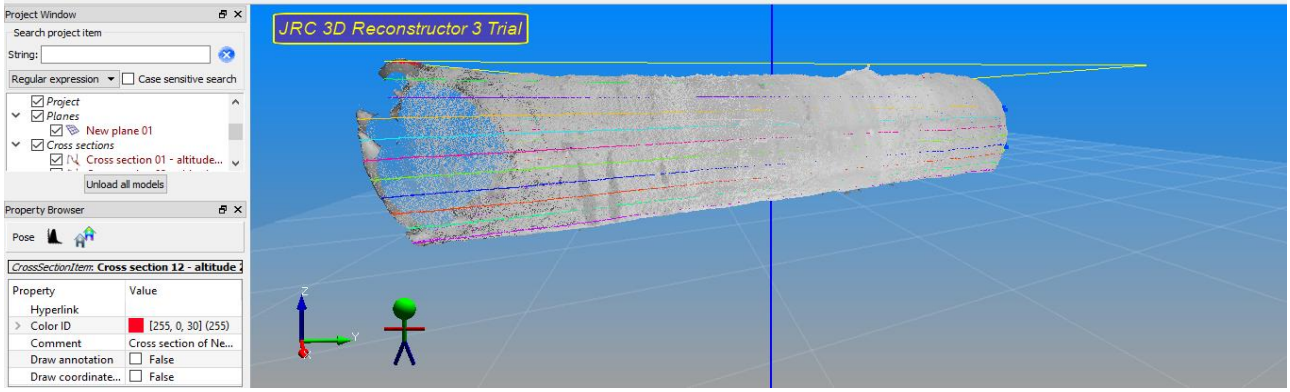 Project Window
Search project item
String:
Regular expression
Case sensitive search
Project
Planes
New plane 01
Cross sections
Cross section 01 - altitude...
Unload all models
Property Browser
Pose
CrossSectionItem: Cross section 12 - altitude
Property Value
Hyperlink
Color ID [255, 0, 30] (255)
Comment Cross section of Ne...
Draw annotation False
Draw coordinate... False
JRC 3D Reconstructor 3 Trial
Z
Y
X